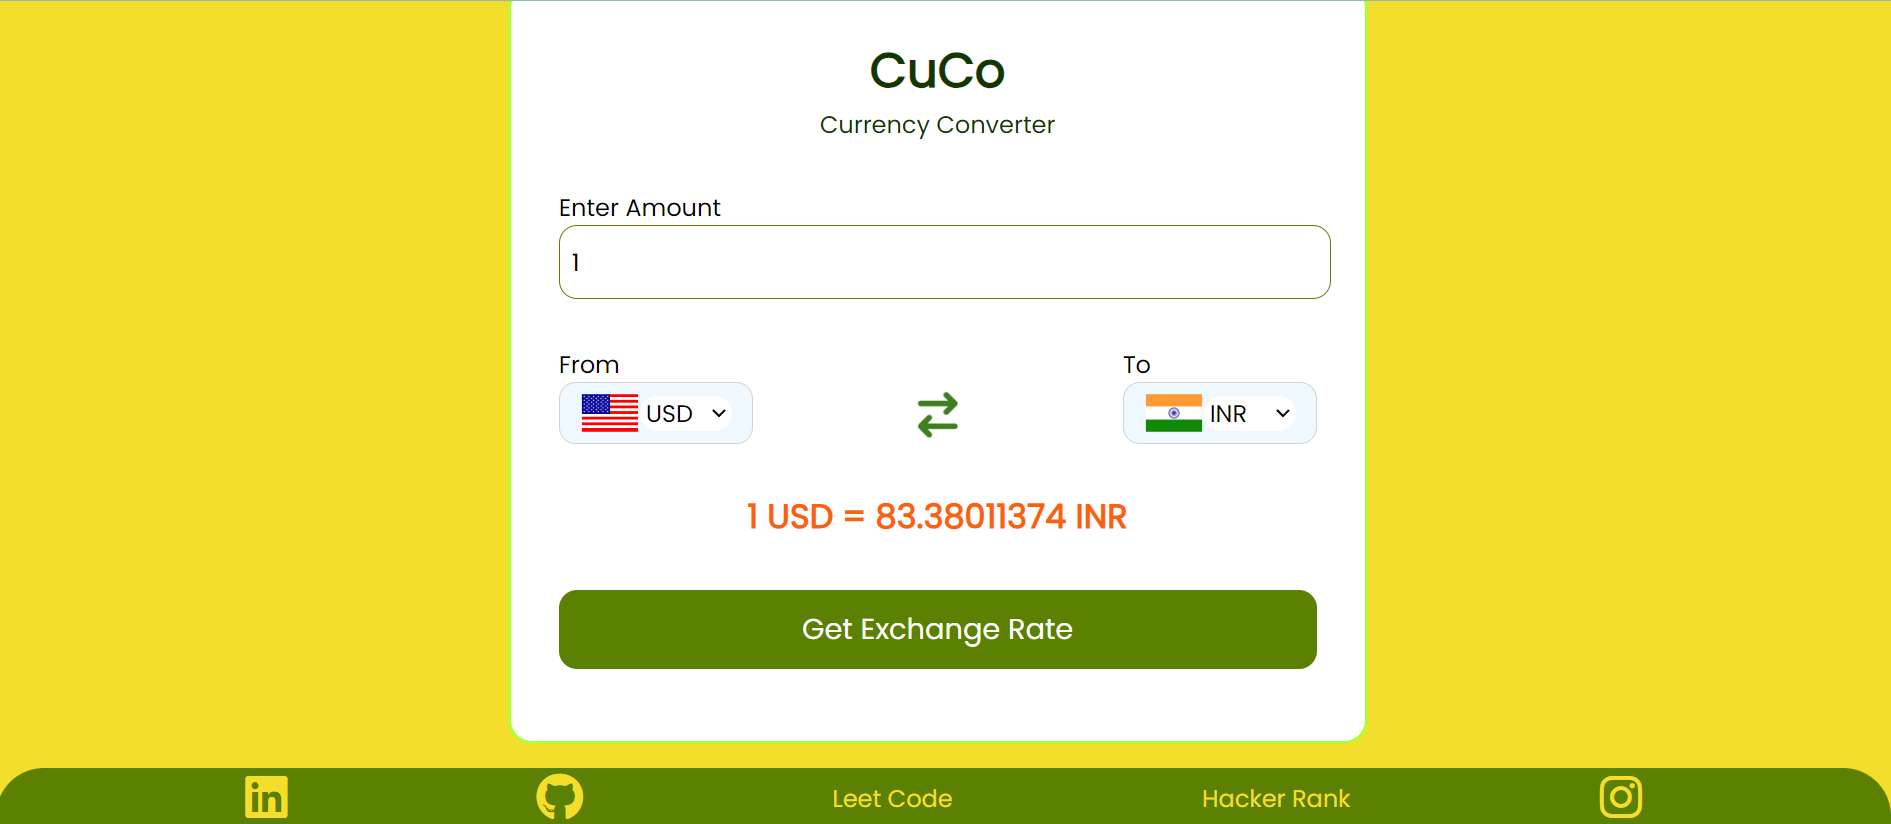 CuCo
Currency Converter
Enter Amount
1
From
To
USD
INR
1 USD = 83.38011374 INR
Get Exchange Rate
in
Leet Code
Hacker Rank